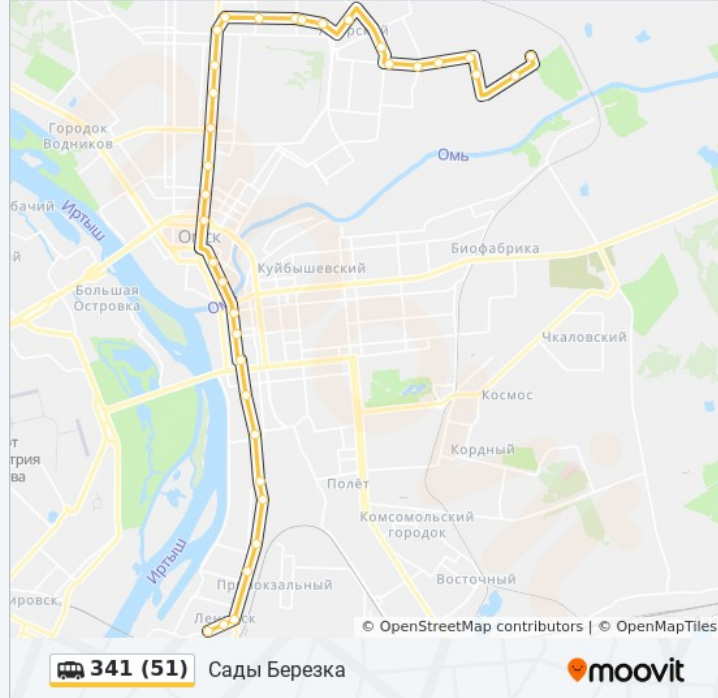 Городок
Водников
Омь
Иртыш
бачий
й
Омск
Куйбышевский
Биофабрика
Большая
Островка
Чкаловский
Космос
Кордный
Полёт
Комсомольский
городок
Восточный
Иртыш
ировск
© OpenStreetMap contributors | © OpenMapTiles
341 (51) Сады Березка
moovit